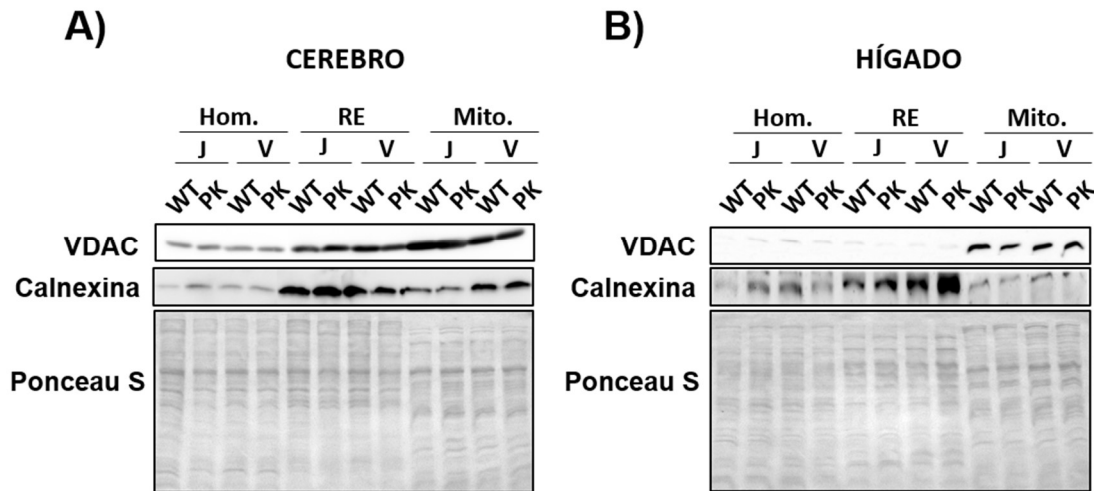 A)
CEREBRO
Hom. RE Mito.
J V J V J V
WT PK WT PK WT PK WT PK WT PK WT PK
VDAC
Calnexina
Ponceau S
B)
HÍGADO
Hom. RE Mito.
J V J V J V
WT PK WT PK WT PK WT PK WT PK WT PK
VDAC
Calnexina
Ponceau S